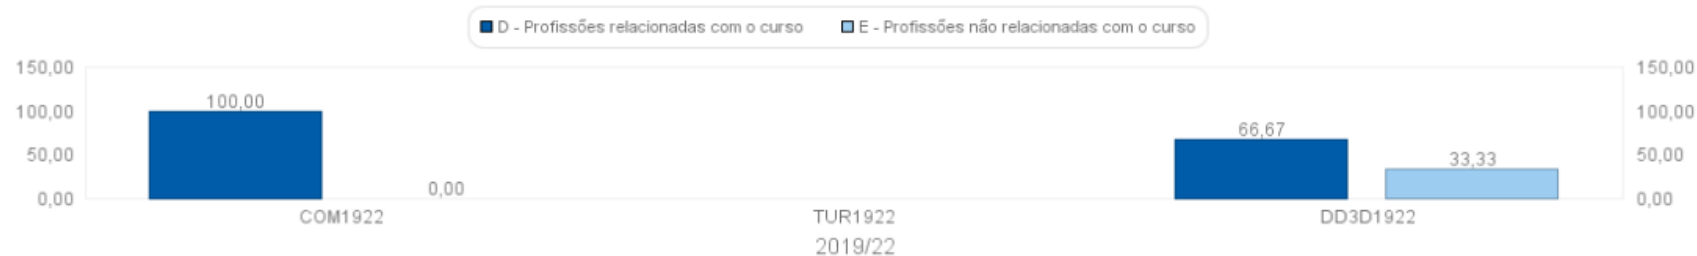 D - Profissões relacionadas com o curso E - Profissões não relacionadas com o curso
150,00 150,00
100,00
100,00 100,00
66,67
50,00 33,33 50,00
0,00
0,00 0,00
COM1922 TUR1922 DD3D1922
2019/22